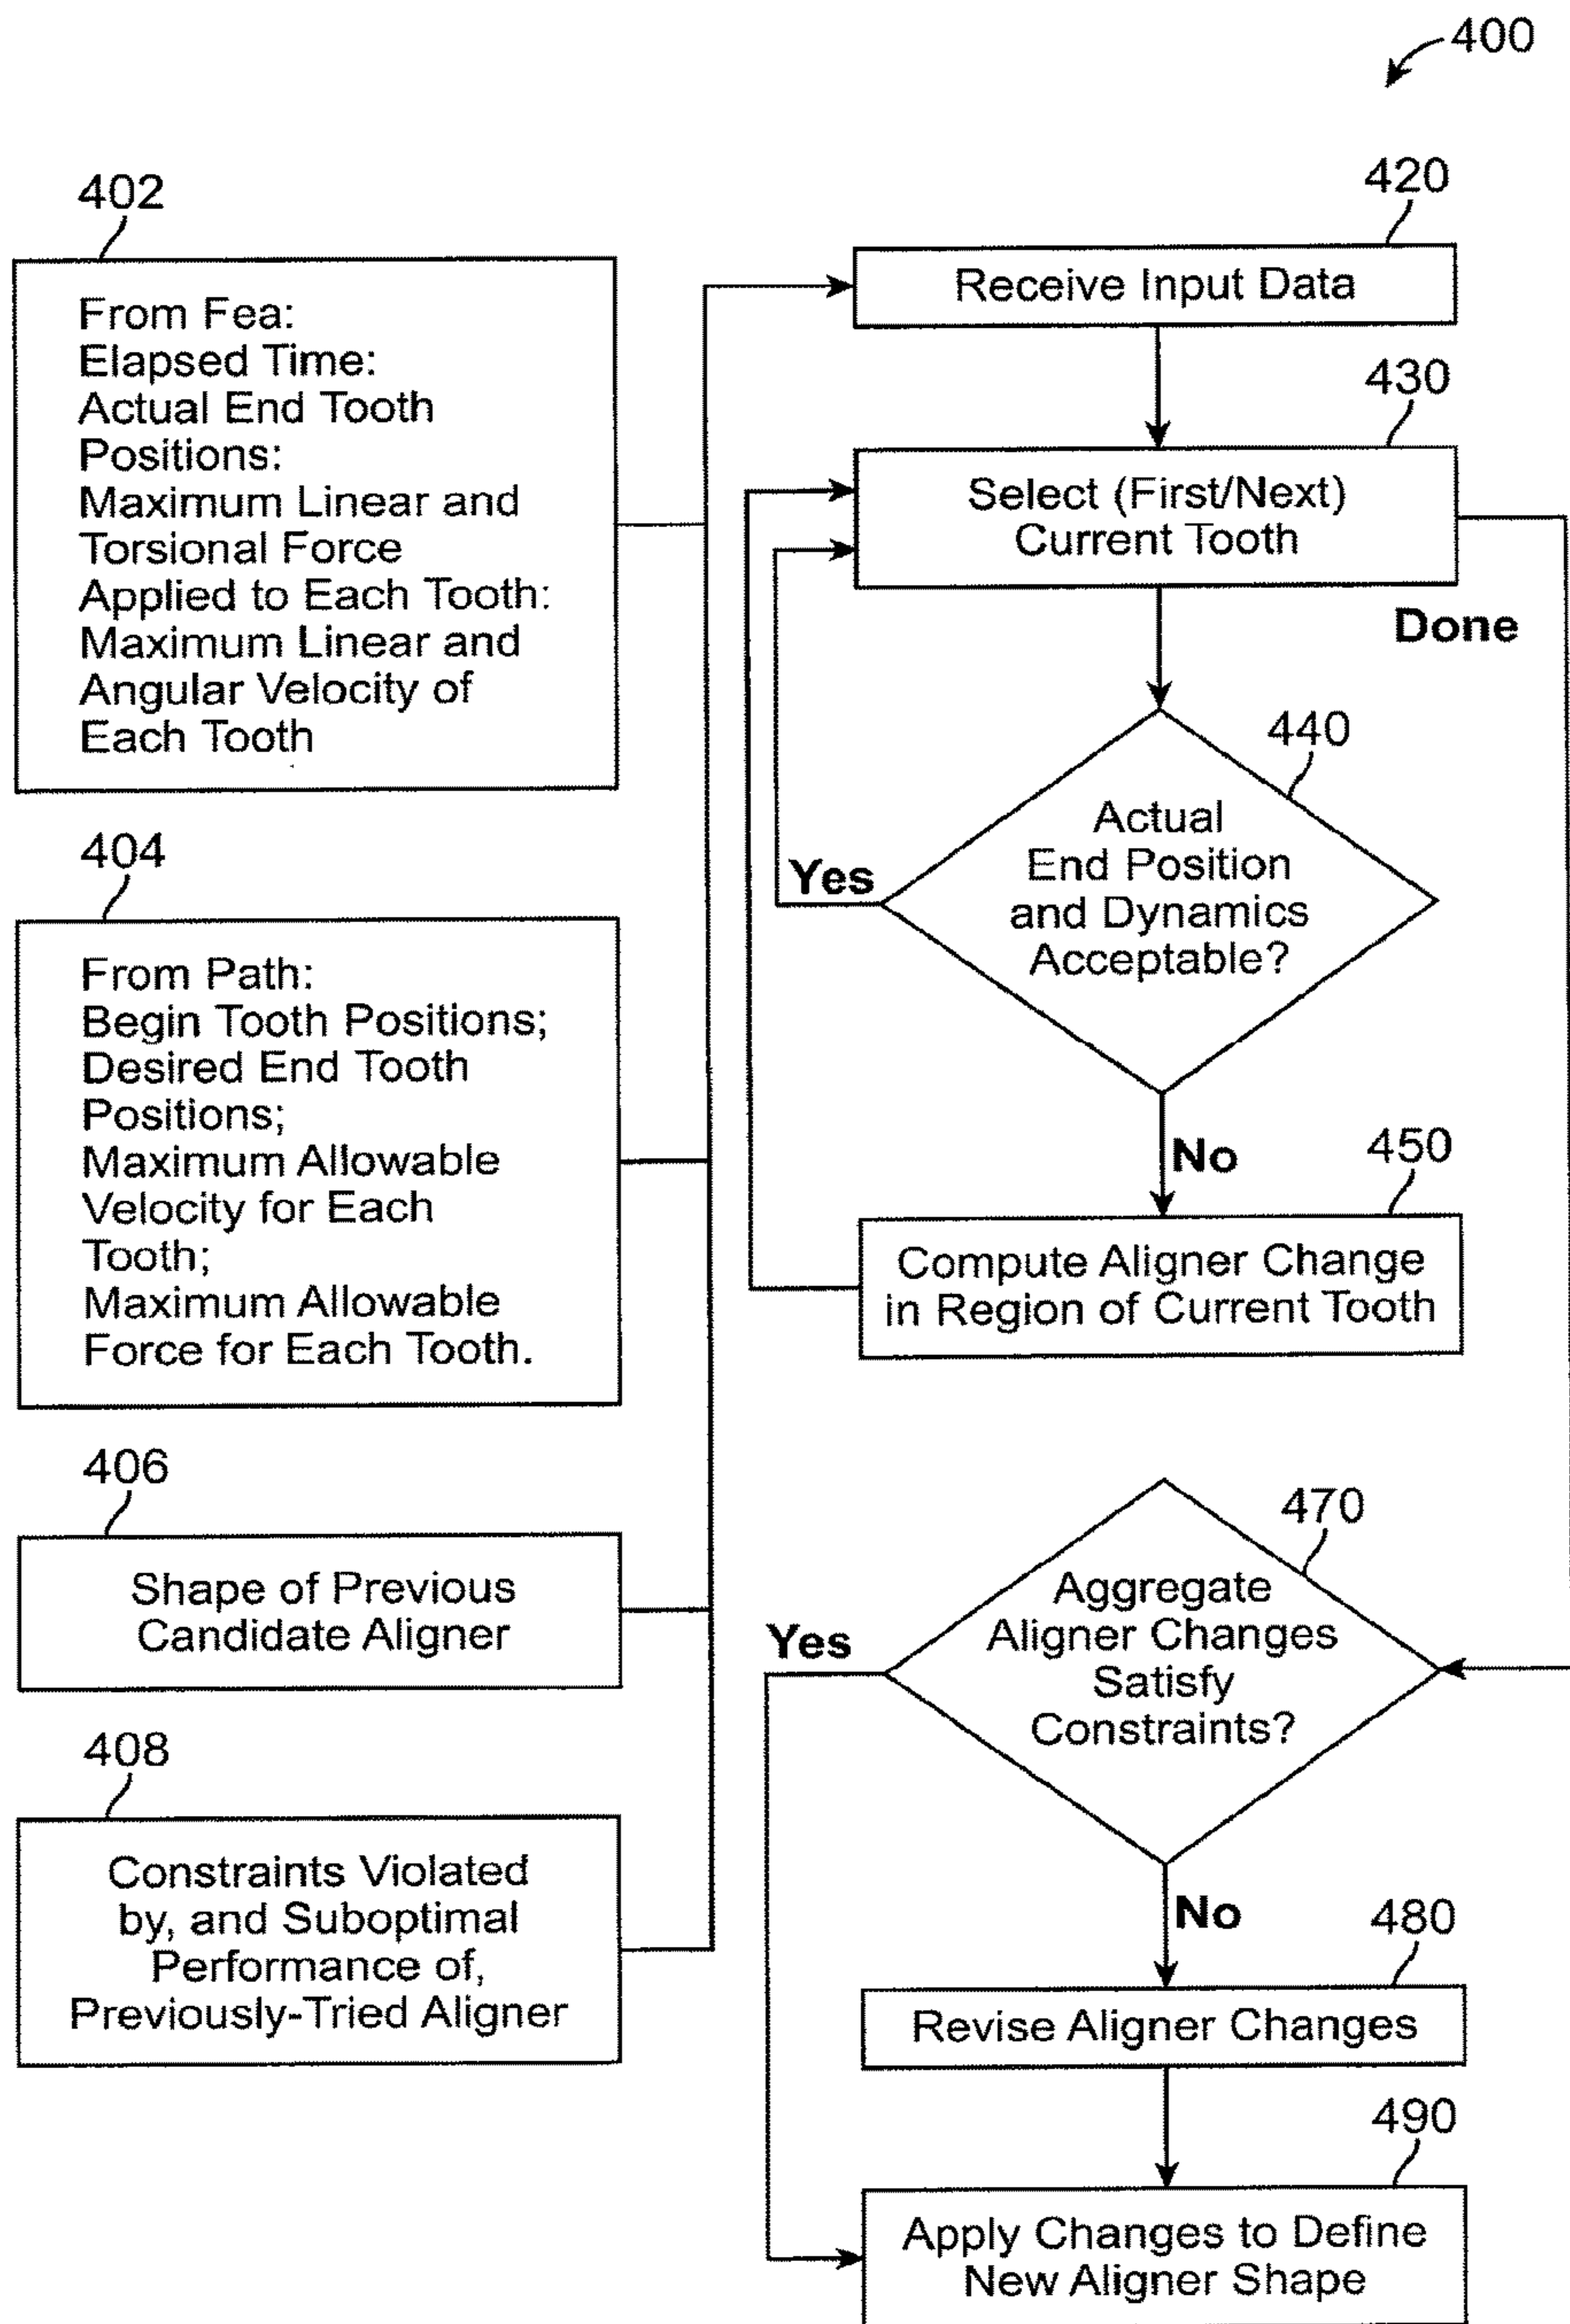 400
402
From Fea:
Elapsed Time:
Actual End Tooth
Positions:
Maximum Linear and
Torsional Force
Applied to Each Tooth:
Maximum Linear and
Angular Velocity of
Each Tooth
404
From Path:
Begin Tooth Positions;
Desired End Tooth
Positions;
Maximum Allowable
Velocity for Each
Tooth;
Maximum Allowable
Force for Each Tooth.
406
Shape of Previous
Candidate Aligner
408
Constraints Violated
by, and Suboptimal
Performance of,
Previously-Tried Aligner
420
Receive Input Data
430
Select (First/Next)
Current Tooth
Done
440
Actual
End Position
and Dynamics
Acceptable?
Yes
No
450
Compute Aligner Change
in Region of Current Tooth
470
Aggregate
Aligner Changes
Satisfy
Constraints?
Yes
No
480
Revise Aligner Changes
490
Apply Changes to Define
New Aligner Shape